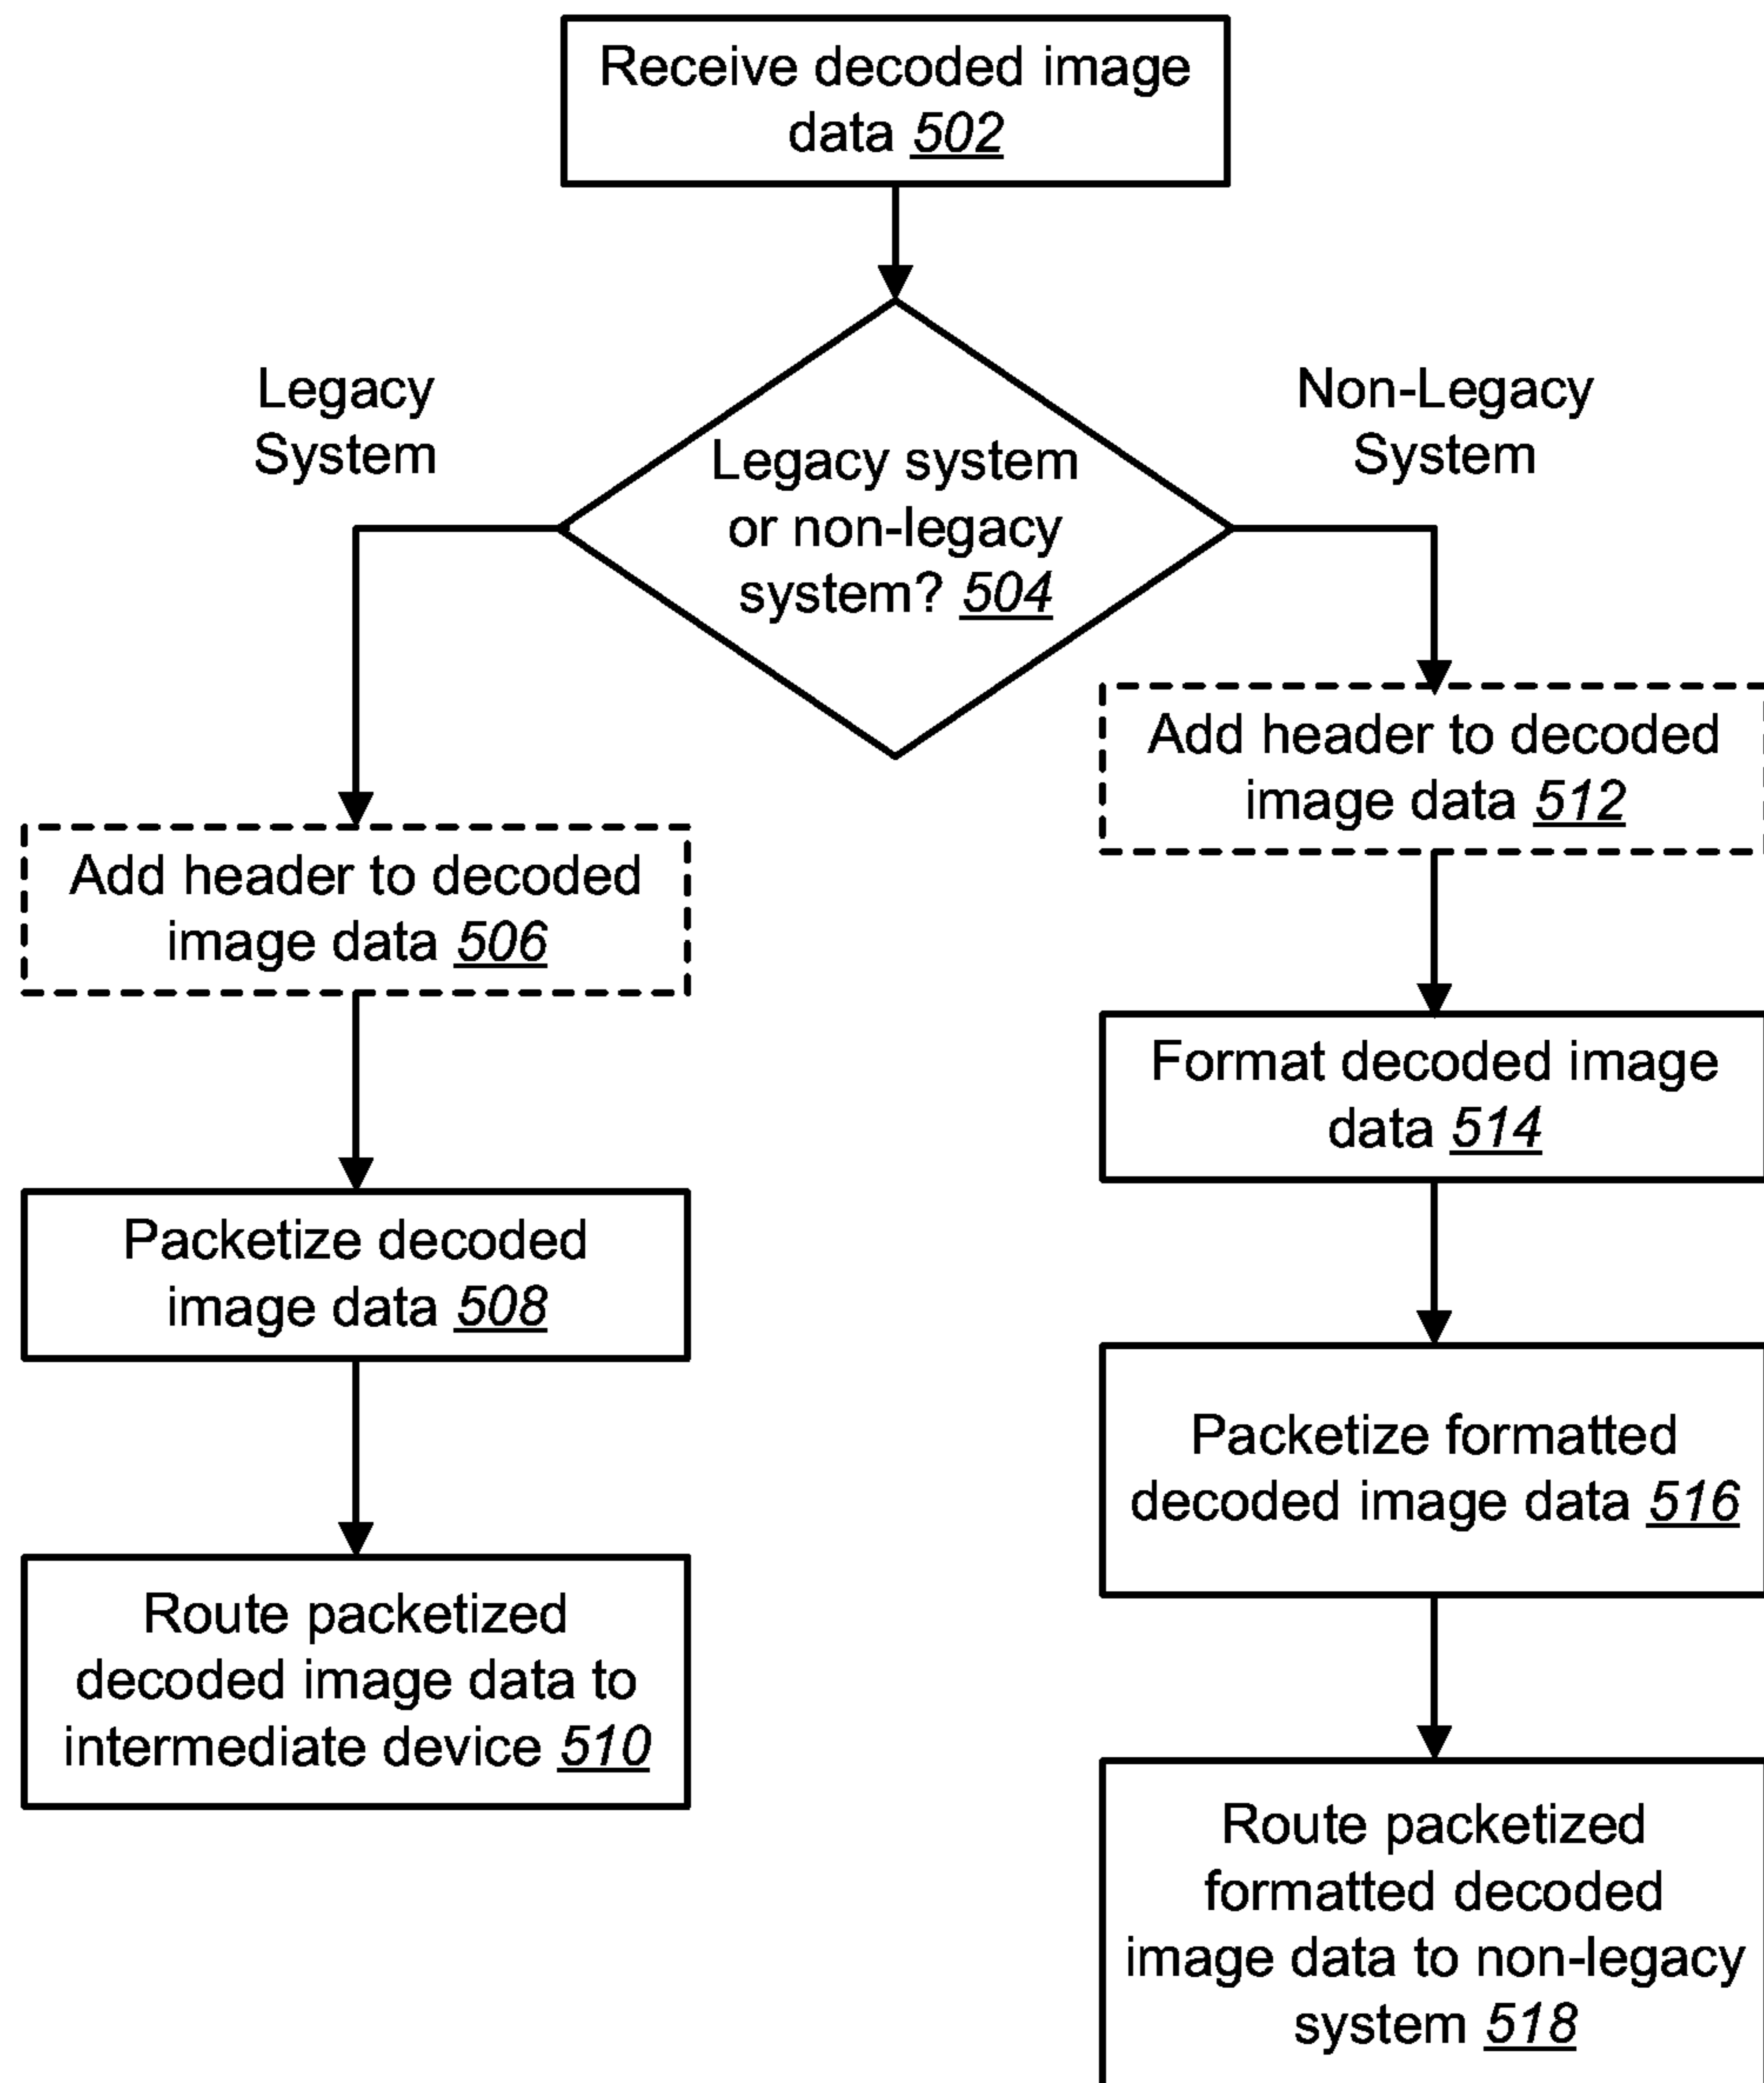 Receive decoded image
data 502
Legacy
System
Legacy system
or non-legacy
system? 504
Non-Legacy
System
Add header to decoded
image data 506
Packetize decoded
image data 508
Route packetized
decoded image data to
intermediate device 510
Add header to decoded
image data 512
Format decoded image
data 514
Packetize formatted
decoded image data 516
Route packetized
formatted decoded
image data to non-legacy
system 518